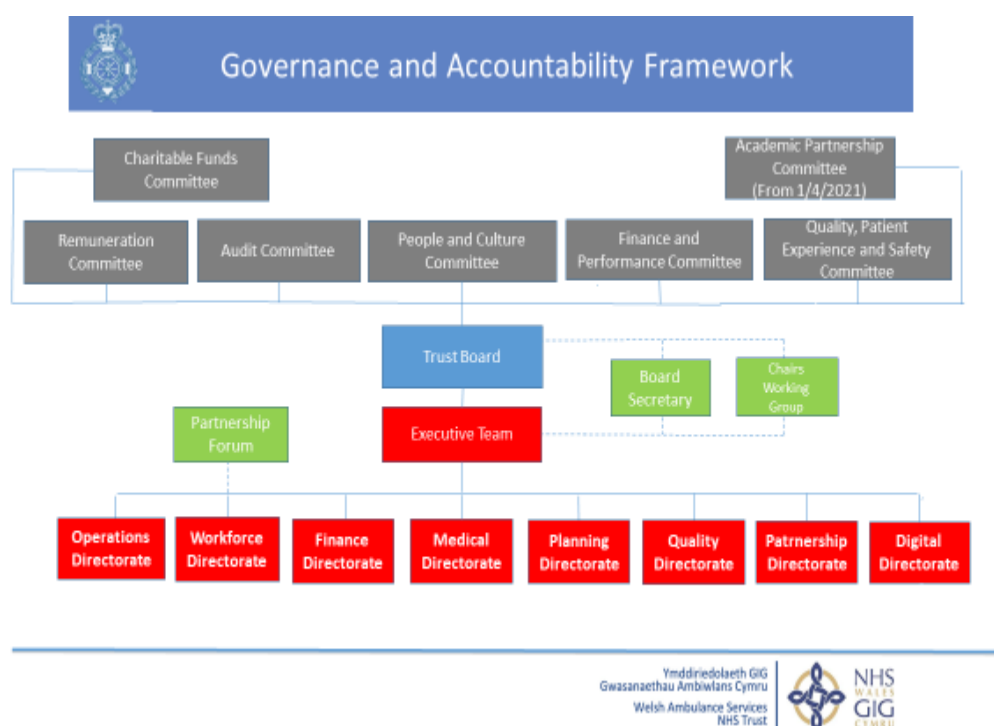 Governance and Accountability Framework
Charitable Funds
Committee
Academic Partnership
Committee
(From 1/4/2021)
Remuneration
Committee
Audit Committee
People and Culture
Committee
Finance and
Performance Committee
Quality, Patient
Experience and Safety
Committee
Trust Board
Board
Secretary
Chairs
Working
Group
Partnership
Forum
Executive Team
Operations
Directorate
Workforce
Directorate
Finance
Directorate
Medical
Directorate
Planning
Directorate
Quality
Directorate
Patrnership
Directorate
Digital
Directorate
Ymddiriedolaeth GIG
Gwasanaethau Ambiwlans Cymru
Welsh Ambulance Services
NHS Trust
NHS
WALES
GIG
CYMRU